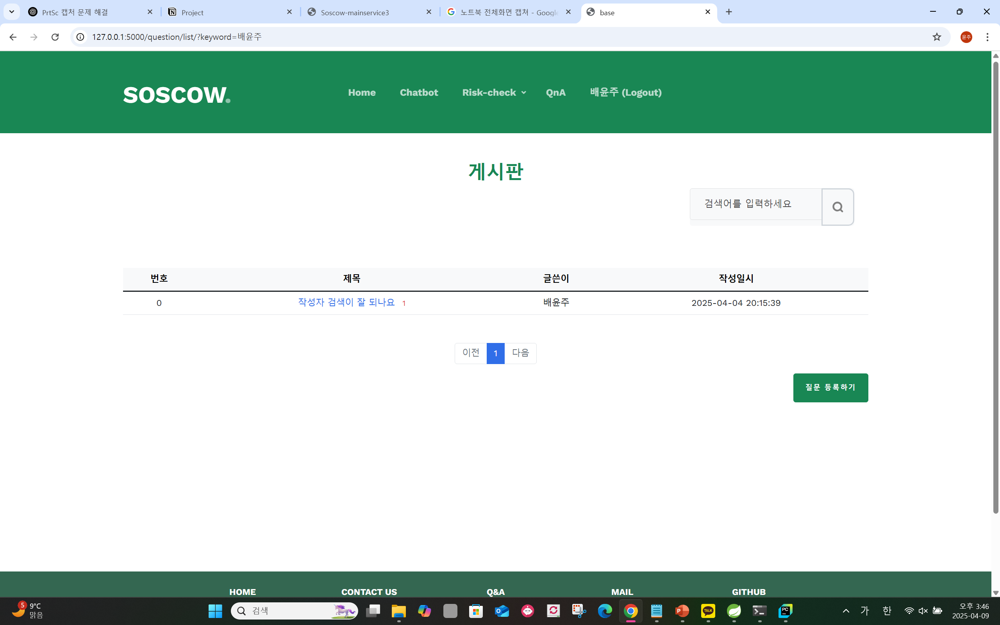 PrtSc 캡처 문제 해결
Project
Soscow-mainservice3
노트북 전체화면 캡쳐 - Google
base
127.0.0.1:5000/question/list/?keyword=배윤주
윤주
SOSCOW.
Home
Chatbot
Risk-check
QnA
배윤주 (Logout)
게시판
검색어를 입력하세요
번호 제목 글쓴이 작성일시
0 작성자 검색이 잘 되나요 1 배윤주 2025-04-04 20:15:39
이전 1 다음
질문 등록하기
HOME
CONTACT US
Q&A
MAIL
GITHUB
5
9°C
맑음
검색
TALK
PC
가
한
오후 3:46
2025-04-09